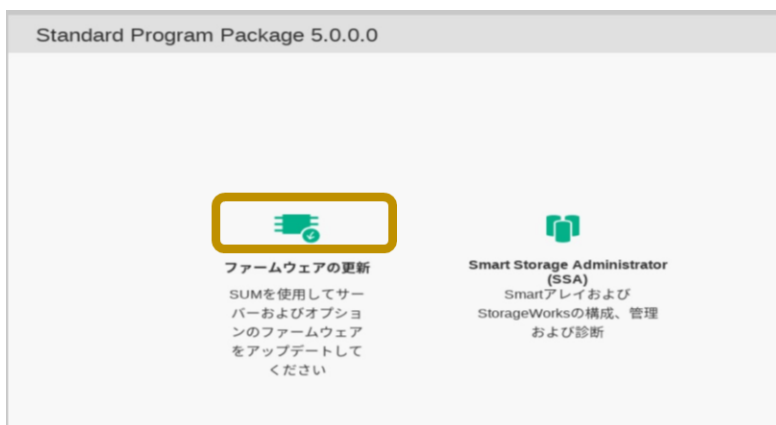 Standard Program Package 5.0.0.0
ファームウェアの更新
SUMを使用してサー
バーおよびオプショ
ンのファームウェア
をアップデートして
ください
Smart Storage Administrator
(SSA)
Smartアレイおよび
StorageWorksの構成、管理
および診断